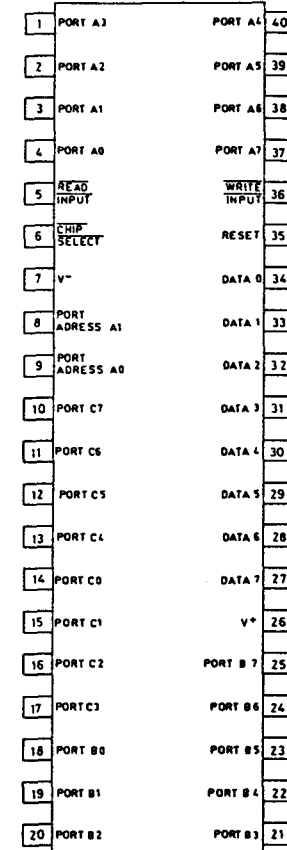 1 PORT A3 PORT A4 40
2 PORT A2 PORT A5 39
3 PORT A1 PORT A6 38
4 PORT A0 PORT A7 37
5 READ INPUT WRITE INPUT 36
6 CHIP SELECT RESET 35
7 V- DATA 0 34
8 PORT ADRESS A1 DATA 1 33
9 PORT ADRESS A0 DATA 2 32
10 PORT C7 DATA 3 31
11 PORT C6 DATA 4 30
12 PORT C5 DATA 5 29
13 PORT C4 DATA 6 28
14 PORT C0 DATA 7 27
15 PORT C1 V+ 26
16 PORT C2 PORT B 7 25
17 PORT C3 PORT B6 24
18 PORT B0 PORT B5 23
19 PORT B1 PORT B4 22
20 PORT B2 PORT B3 21